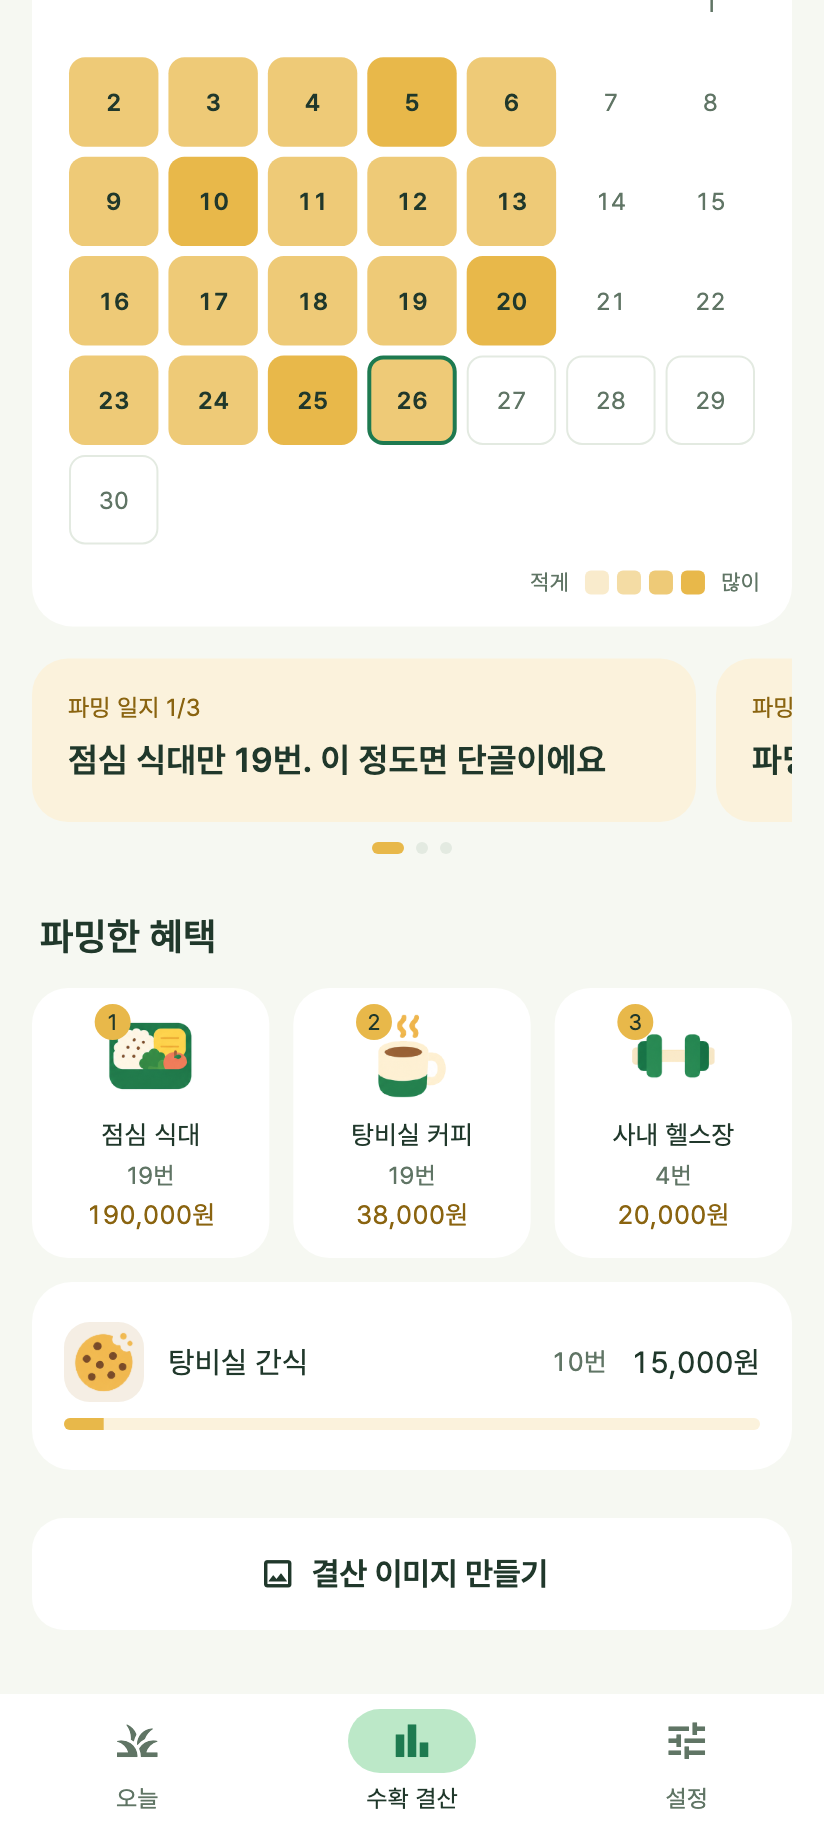 1
2 3 4 5 6 7 8
9 10 11 12 13 14 15
16 17 18 19 20 21 22
23 24 25 26 27 28 29
30
적게 많이
파밍 일지 1/3
점심 식대만 19번. 이 정도면 단골이에요
파밍
파밍한 혜택
1 2 3
점심 식대 탕비실 커피 사내 헬스장
19번 19번 4번
190,000원 38,000원 20,000원
탕비실 간식 10번 15,000원
결산 이미지 만들기
오늘 수확 결산 설정